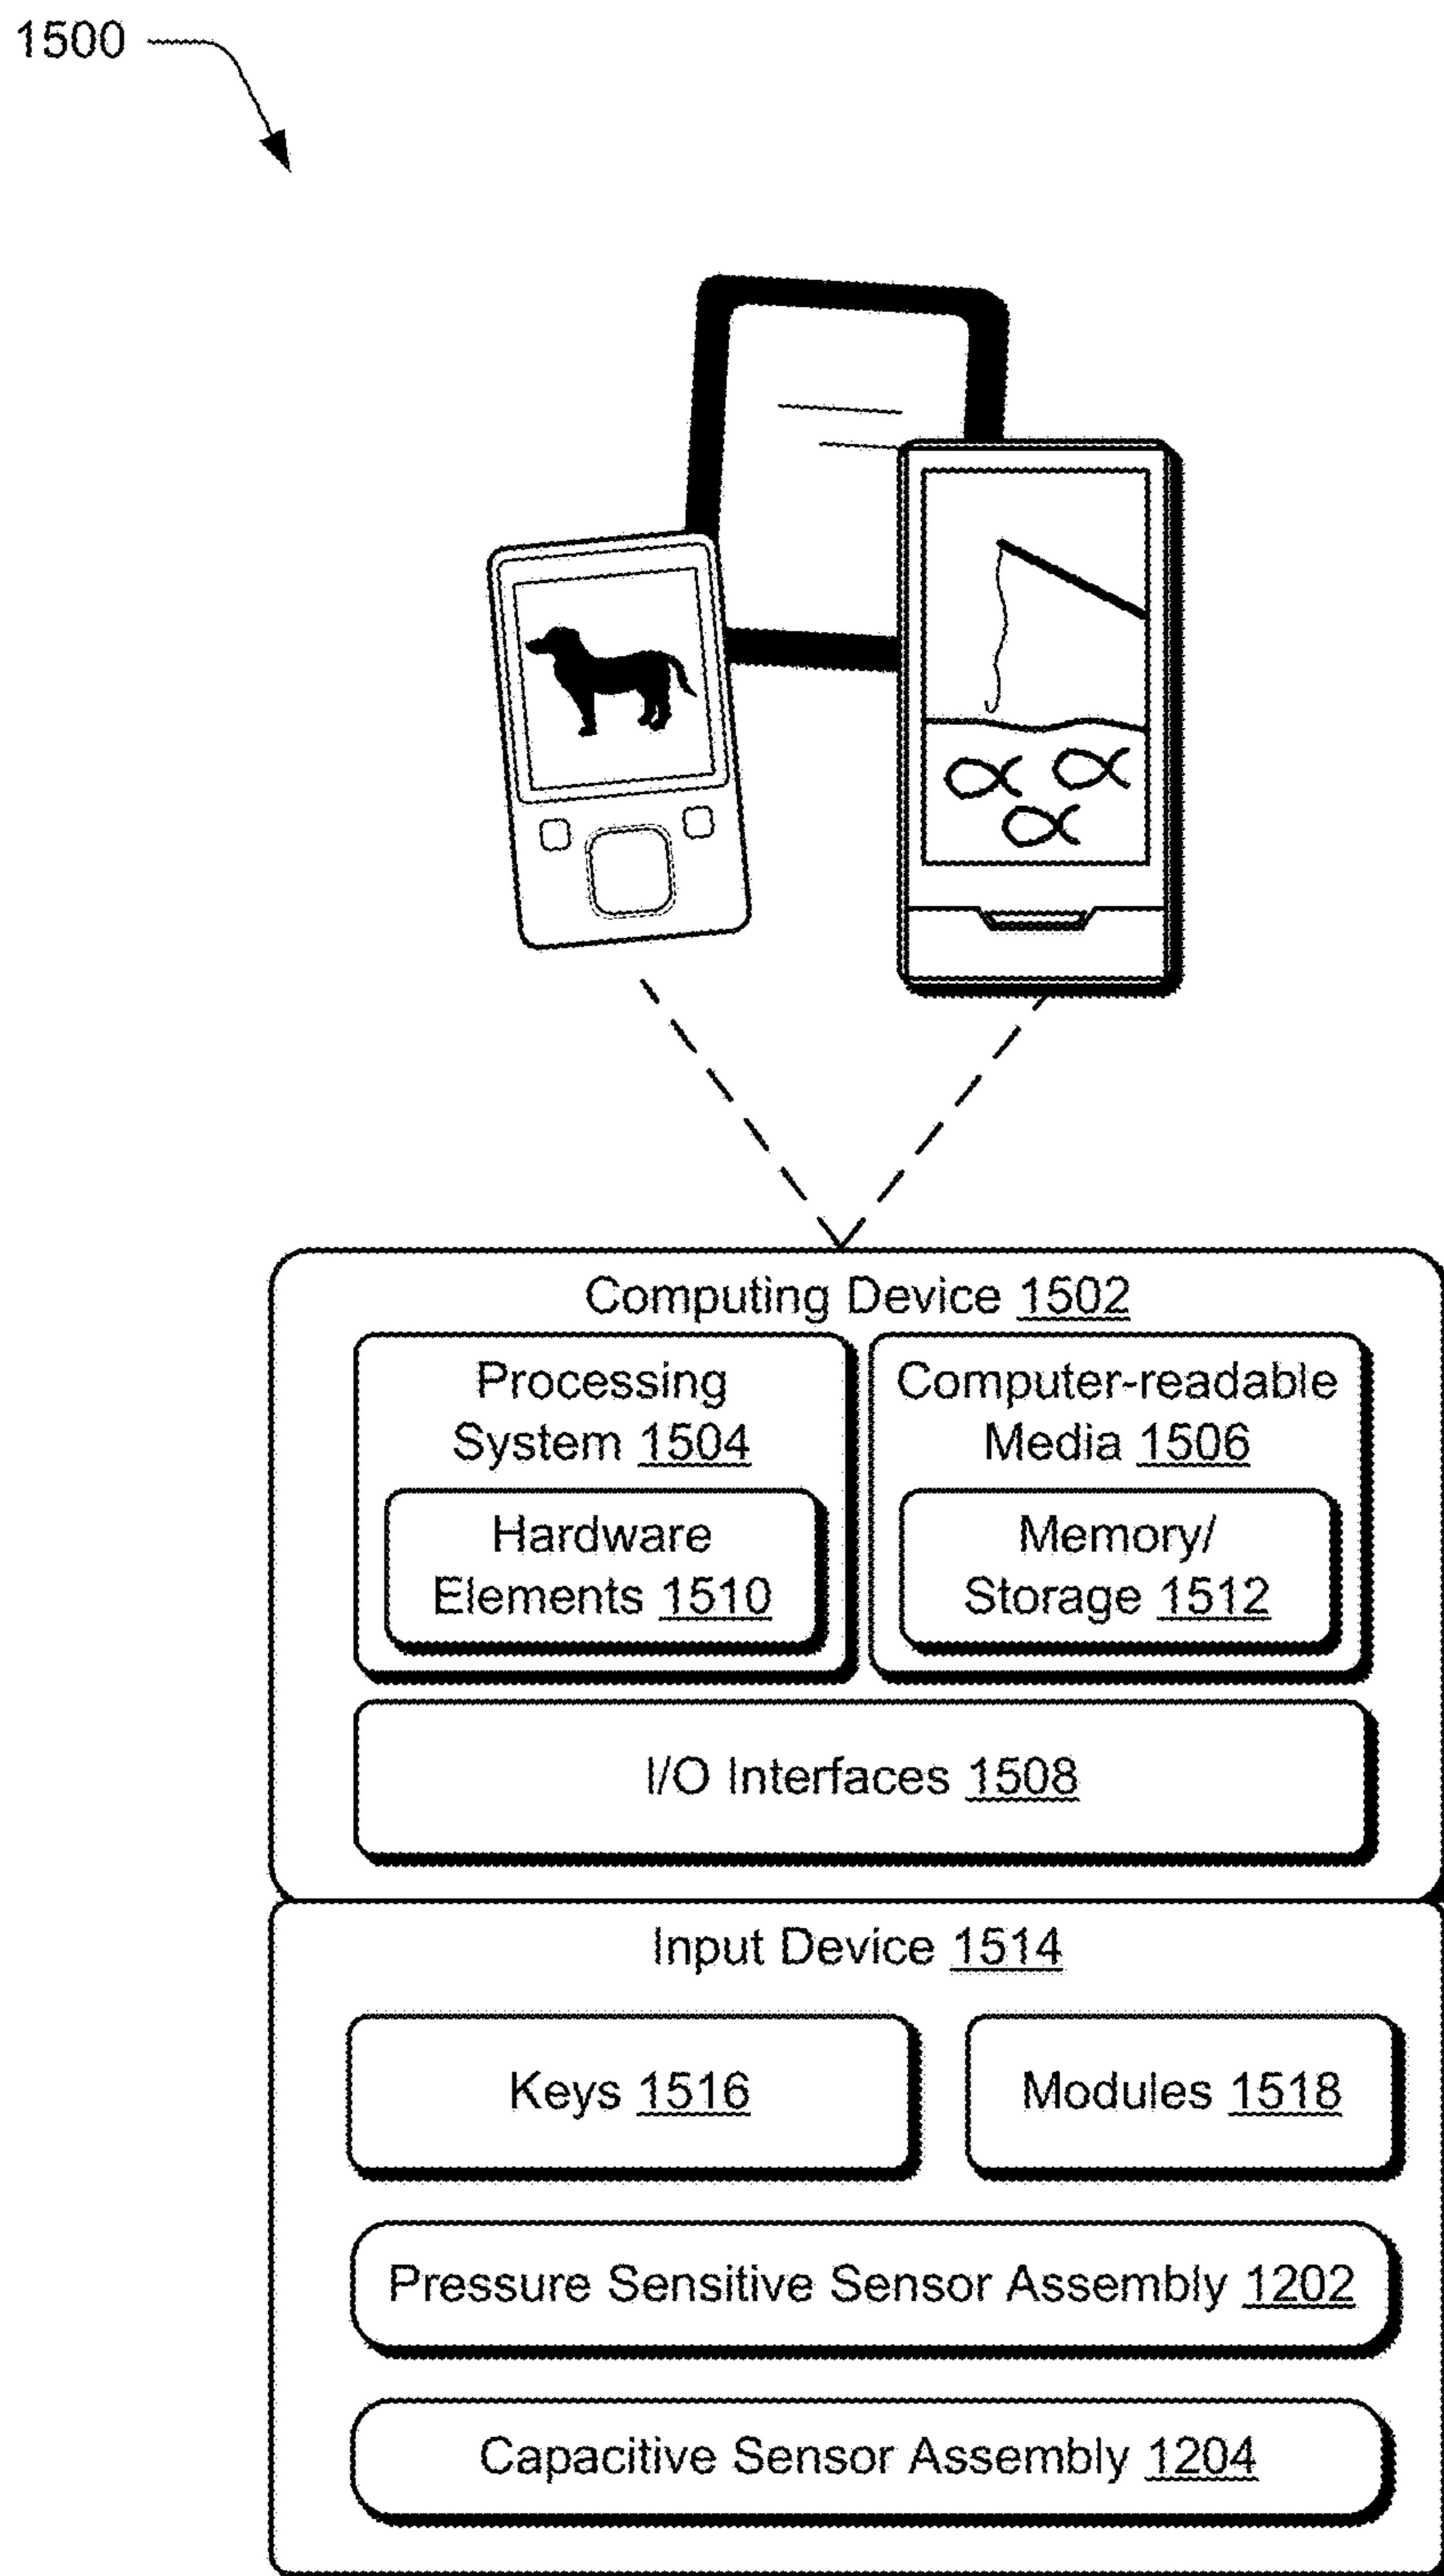 1500
Computing Device 1502
Processing
System 1504
Computer-readable
Media 1506
Hardware
Elements 1510
Memory/
Storage 1512
I/O Interfaces 1508
Input Device 1514
Keys 1516
Modules 1518
Pressure Sensitive Sensor Assembly 1202
Capacitive Sensor Assembly 1204